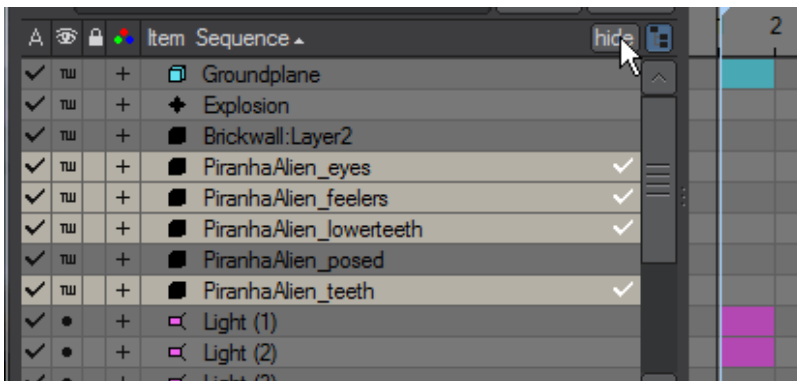 A Item Sequence hide 2
Groundplane
Explosion
Brickwall:Layer2
PiranhaAlien_eyes
PiranhaAlien_feelers
PiranhaAlien_lowerteeth
PiranhaAlien_posed
PiranhaAlien_teeth
Light (1)
Light (2)